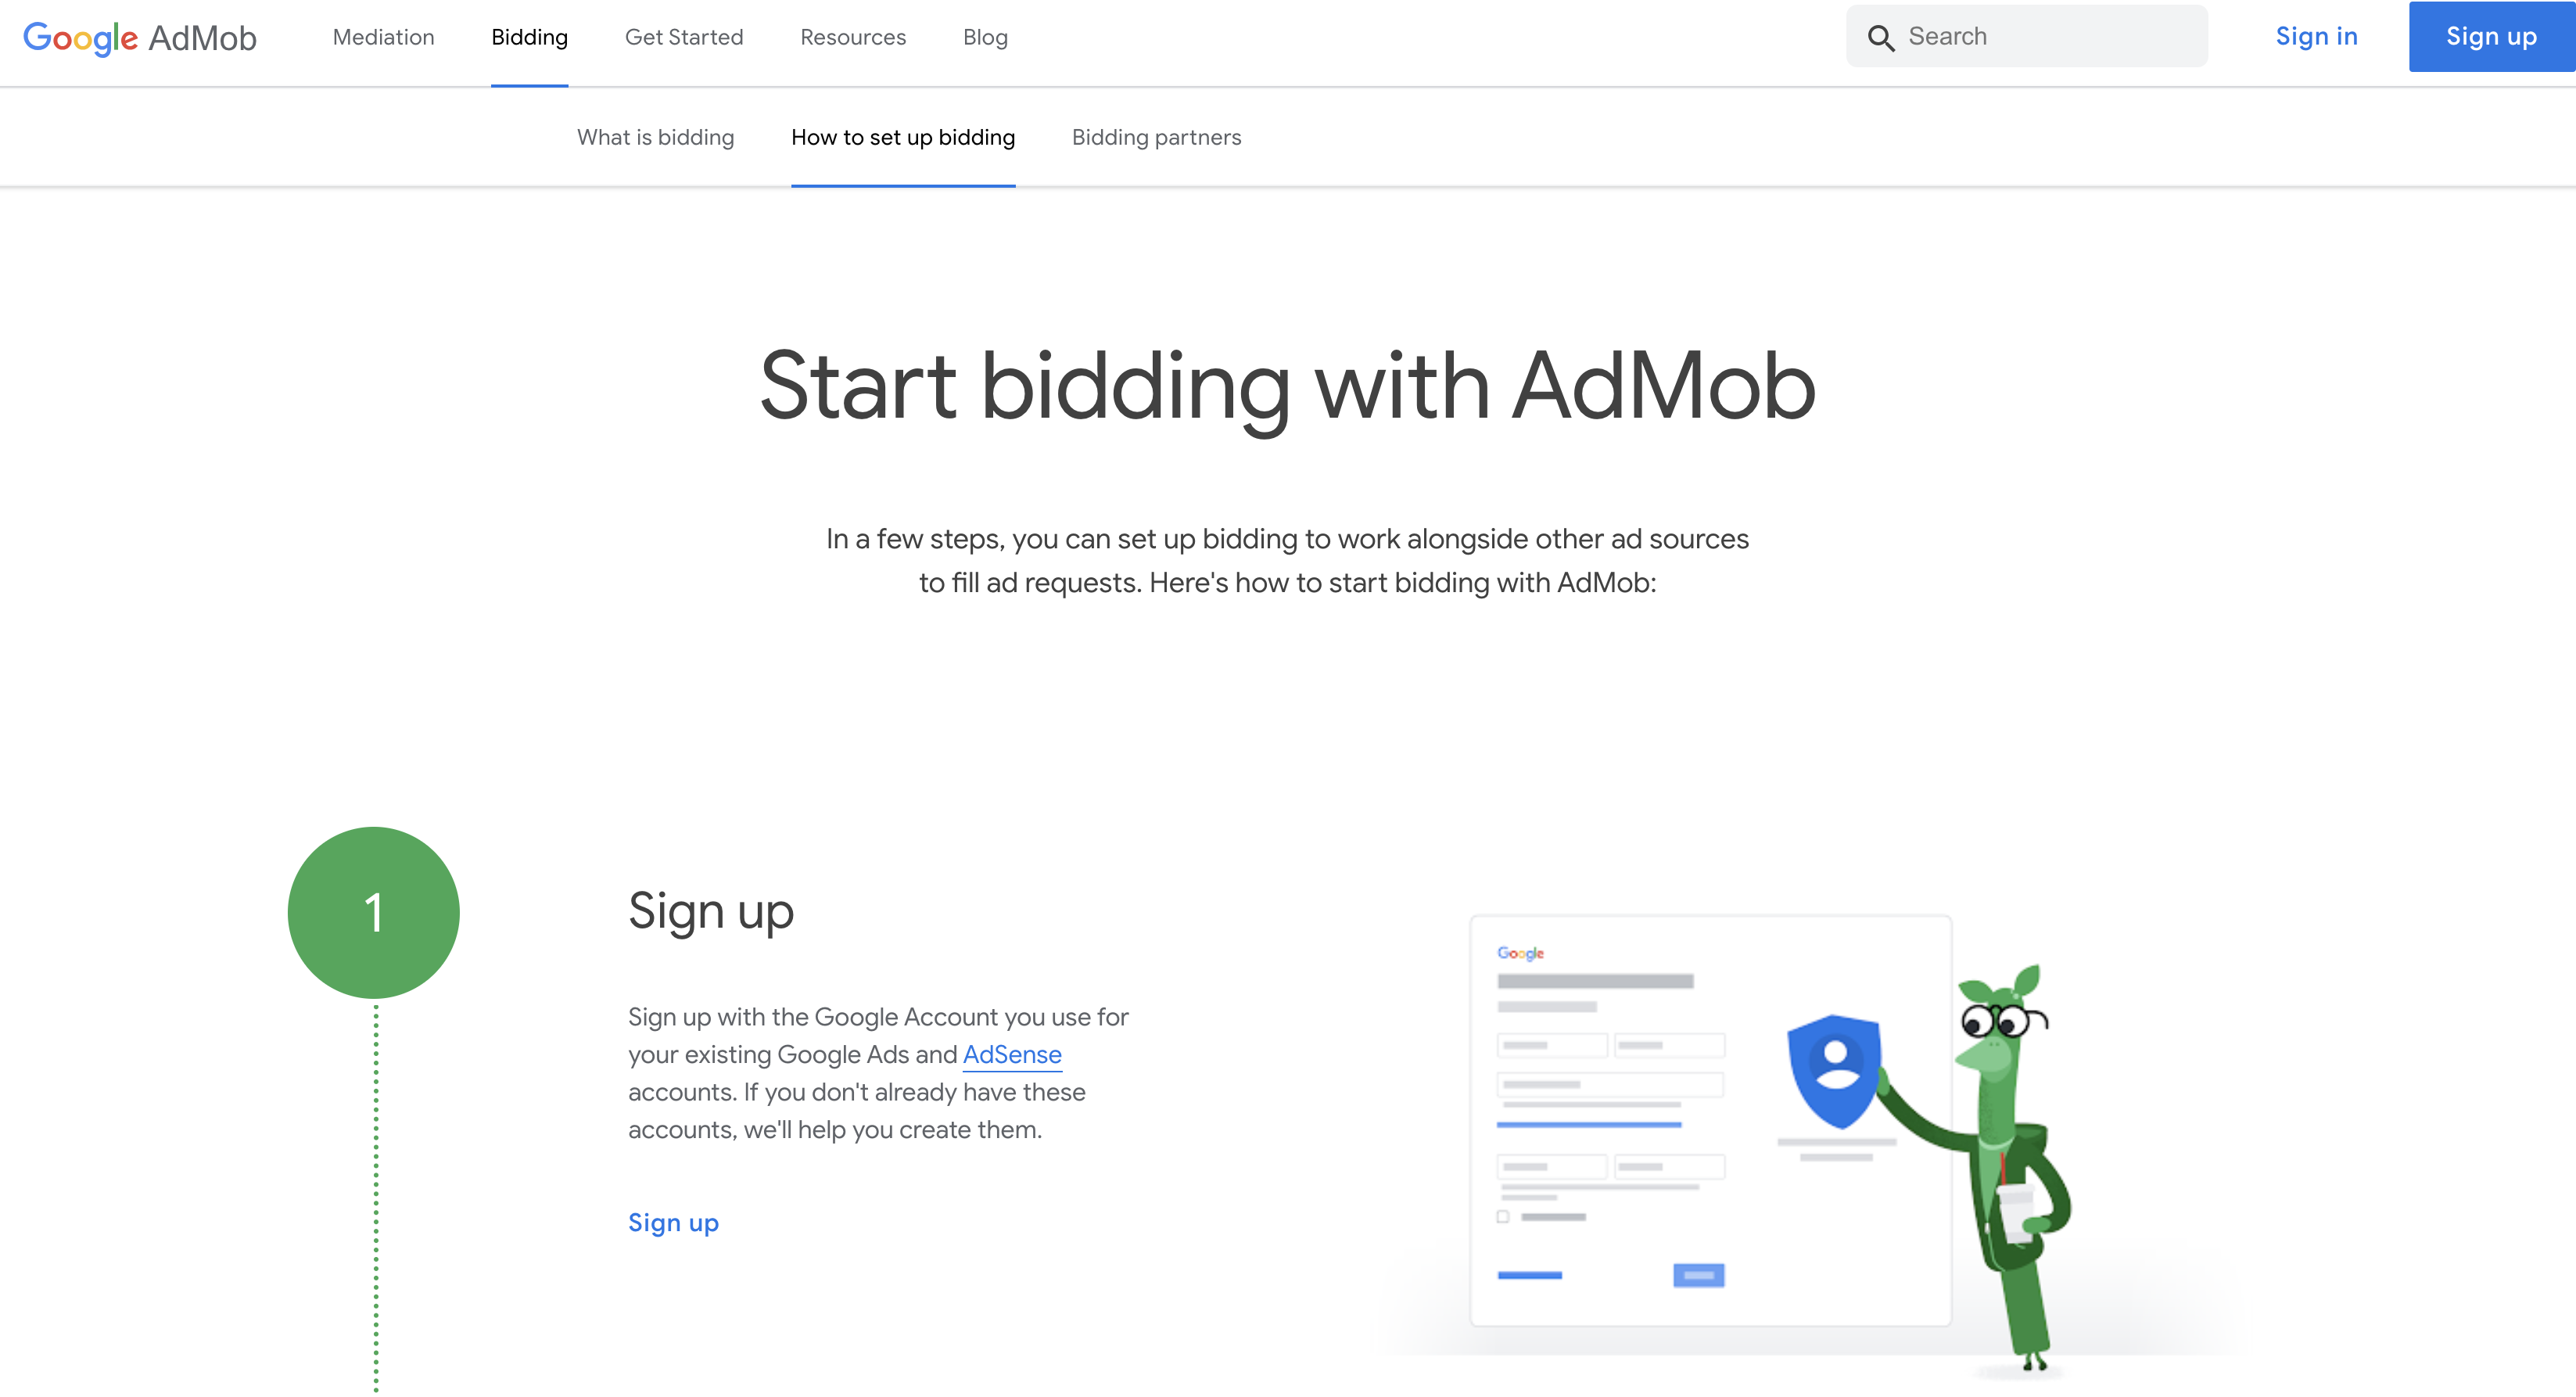 Google AdMob
Mediation
Bidding
Get Started
Resources
Blog
Search
Sign in
Sign up
What is bidding
How to set up bidding
Bidding partners
Start bidding with AdMob
In a few steps, you can set up bidding to work alongside other ad sources
to fill ad requests. Here's how to start bidding with AdMob:
1
Sign up
Sign up with the Google Account you use for
your existing Google Ads and AdSense
accounts. If you don't already have these
accounts, we'll help you create them.
Sign up
Google